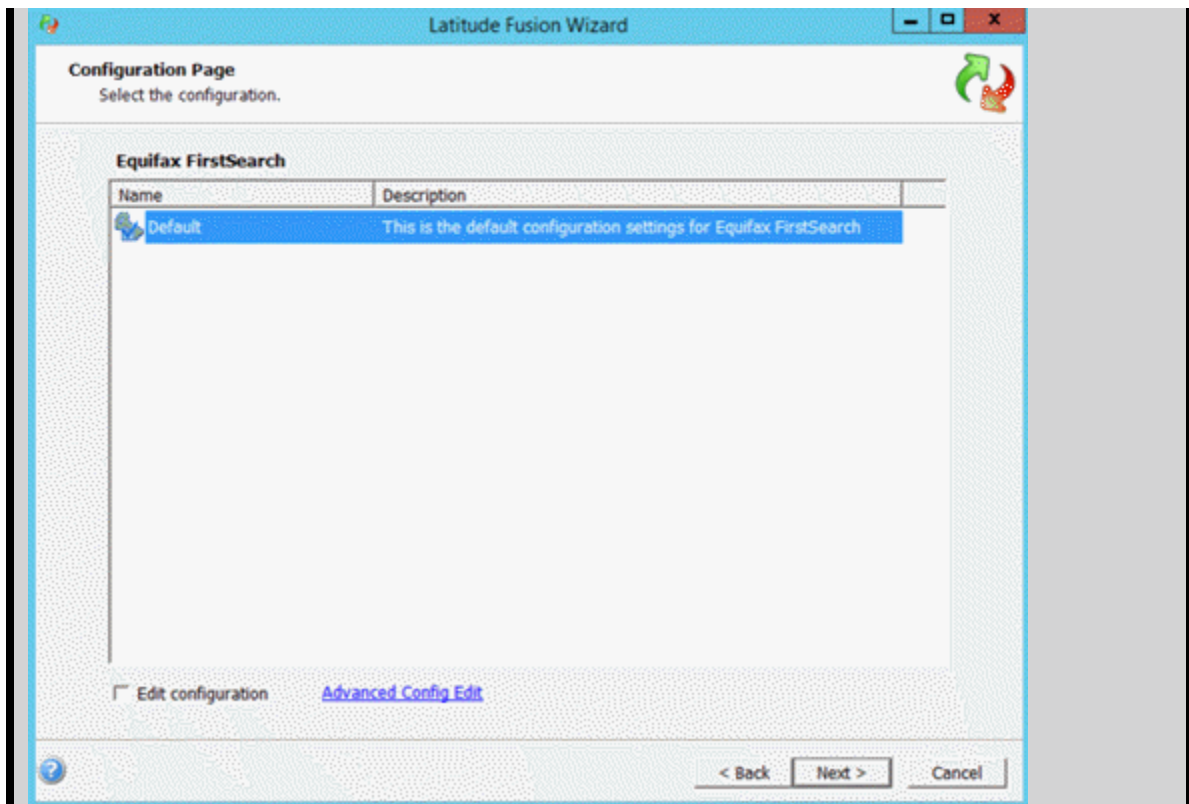 Latitude Fusion Wizard
Configuration Page
Select the configuration.
Equifax FirstSearch
Name Description
Default This is the default configuration settings for Equifax FirstSearch
Edit configuration Advanced Config Edit
< Back Next > Cancel